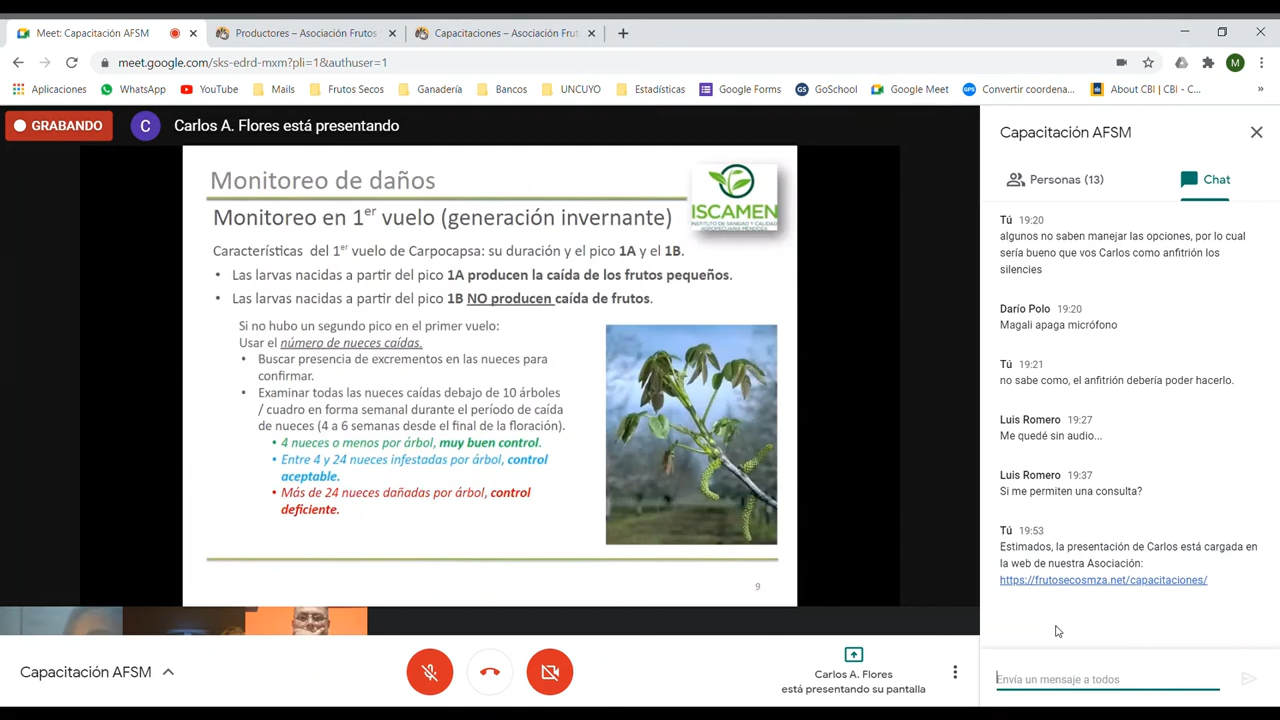 Meet: Capacitación AFSM
Productores – Asociación Frutos
Capacitaciones – Asociación Frut
meet.google.com/sks-edrd-mxm?pli=1&authuser=1
M
Aplicaciones
WhatsApp
YouTube
Mails
Frutos Secos
Ganadería
Bancos
UNCUYO
Estadísticas
Google Forms
GS
GoSchool
Google Meet
GPS
Convertir coordena...
About CBI | CBI - C...
»
GRABANDO
C
Carlos A. Flores está presentando
Monitoreo de daños
ISCAMEN
INSTITUTO DE SANIDAD Y CALIDAD
AGROPECUARIA MENDOZA
Monitoreo en 1er vuelo (generación invernante)
Características del 1er vuelo de Carpocapsa: su duración y el pico 1A y el 1B.
• Las larvas nacidas a partir del pico 1A producen la caída de los frutos pequeños.
• Las larvas nacidas a partir del pico 1B NO producen caída de frutos.
Si no hubo un segundo pico en el primer vuelo:
Usar el número de nueces caídas.
• Buscar presencia de excrementos en las nueces para
confirmar.
• Examinar todas las nueces caídas debajo de 10 árboles
/ cuadro en forma semanal durante el período de caída
de nueces (4 a 6 semanas desde el final de la floración).
• 4 nueces o menos por árbol, muy buen control.
• Entre 4 y 24 nueces infestadas por árbol, control
aceptable.
• Más de 24 nueces dañadas por árbol, control
deficiente.
9
Capacitación AFSM
Personas (13)
Chat
Tú 19:20
algunos no saben manejar las opciones, por lo cual
sería bueno que vos Carlos como anfitrión los
silencies
Darío Polo 19:20
Magali apaga micrófono
Tú 19:21
no sabe como, el anfitrión debería poder hacerlo.
Luis Romero 19:27
Me quedé sin audio...
Luis Romero 19:37
Si me permiten una consulta?
Tú 19:53
Estimados, la presentación de Carlos está cargada en
la web de nuestra Asociación:
https://frutosecosmza.net/capacitaciones/
Envía un mensaje a todos
Capacitación AFSM
Carlos A. Flores
está presentando su pantalla